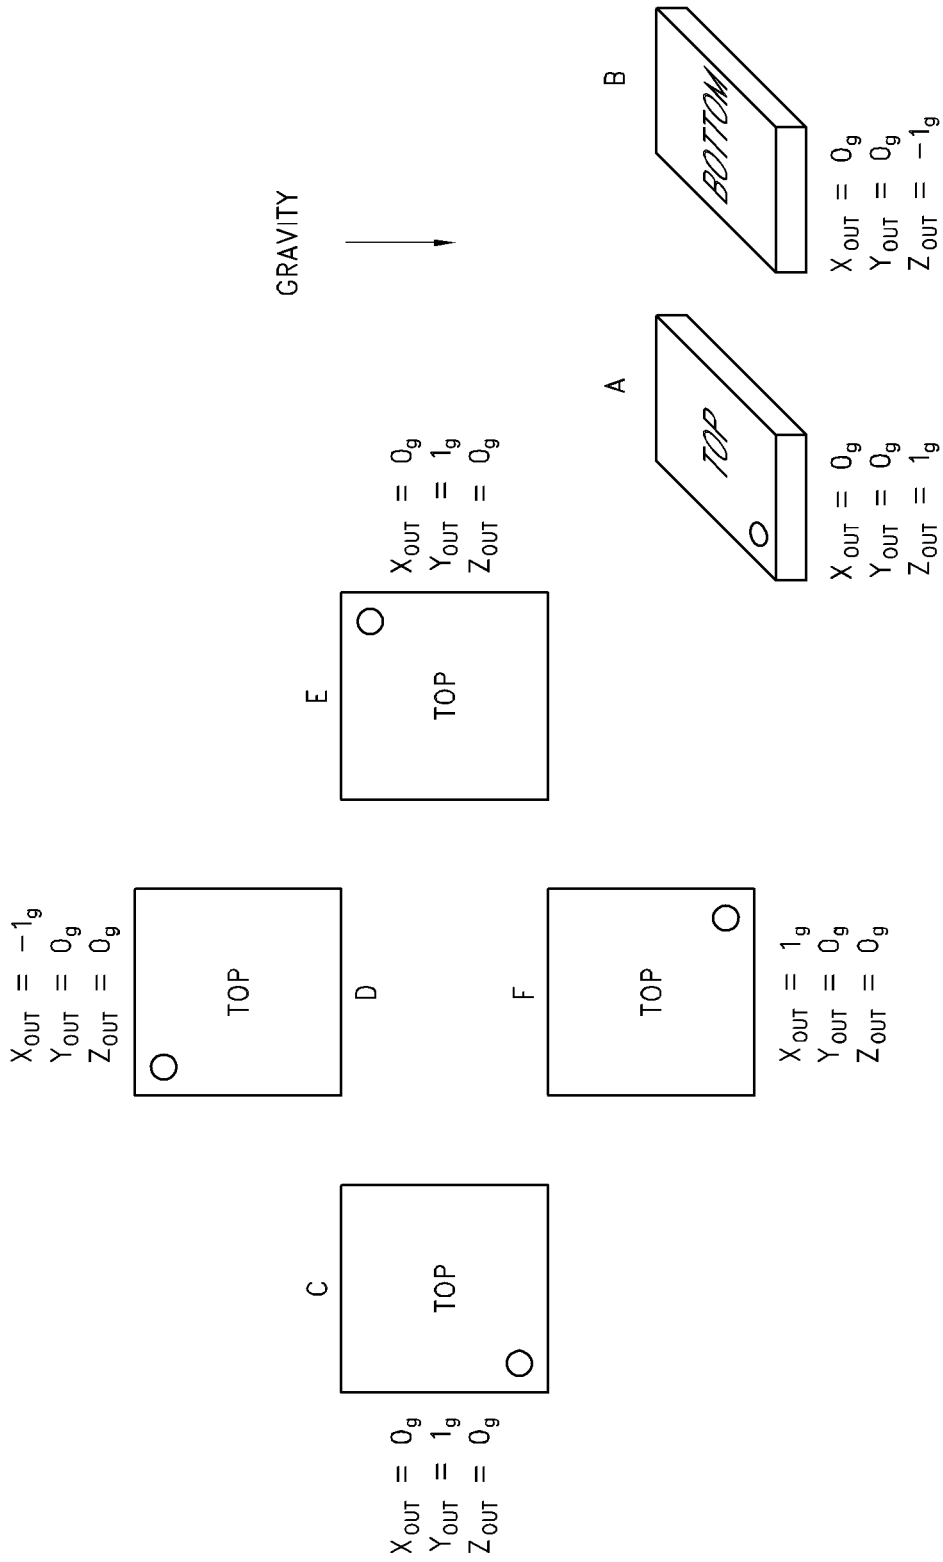 X_OUT = -1g
Y_OUT = 0g
Z_OUT = 0g
TOP
D
GRAVITY
C
TOP
X_OUT = 0g
Y_OUT = 1g
Z_OUT = 0g
E
TOP
X_OUT = 0g
Y_OUT = 1g
Z_OUT = 0g
F
TOP
X_OUT = 1g
Y_OUT = 0g
Z_OUT = 0g
A
TOP
X_OUT = 0g
Y_OUT = 0g
Z_OUT = 1g
B
BOTTOM
X_OUT = 0g
Y_OUT = 0g
Z_OUT = -1g